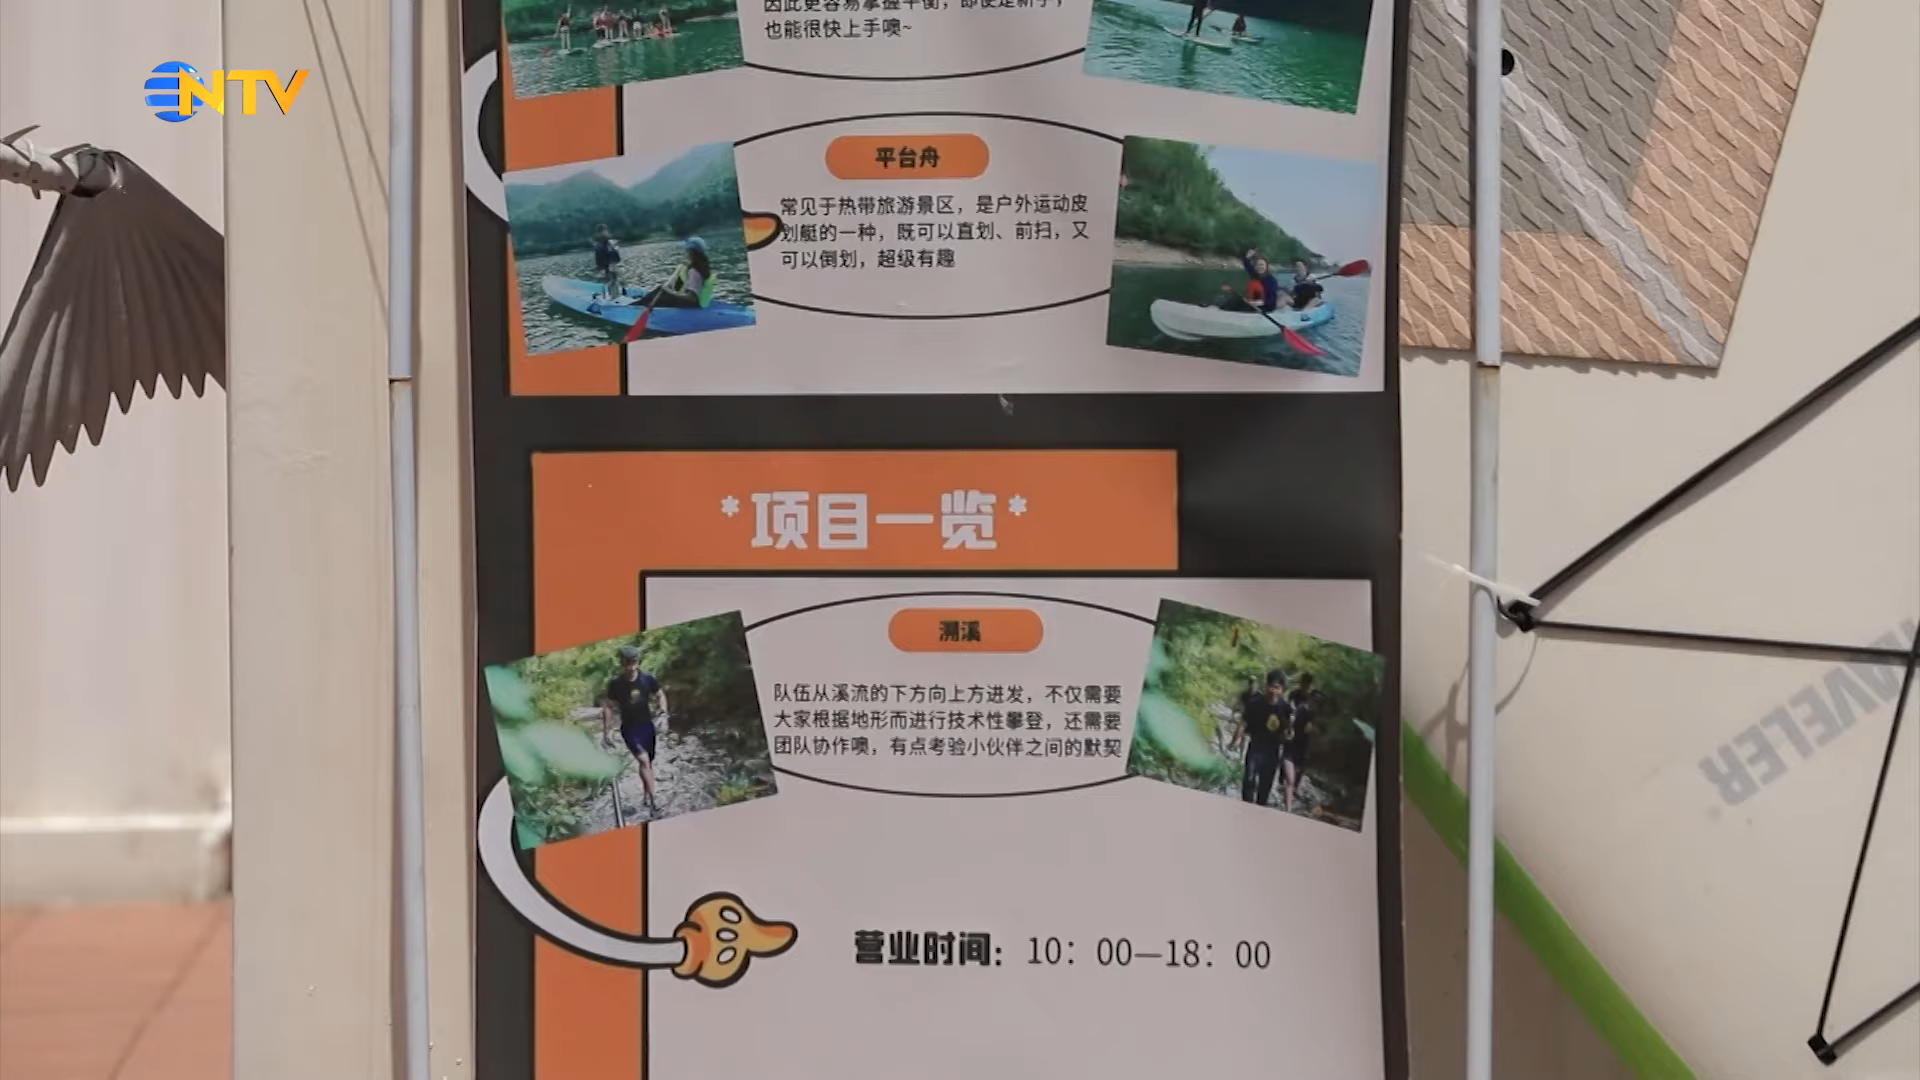 因此更容易掌握平衡，即使是新手，
也能很快上手噢~
NTV
平台舟
常见于热带旅游景区，是户外运动皮
划艇的一种，既可以直划、前扫，又
可以倒划，超级有趣
*项目一览*
溯溪
队伍从溪流的下方向上方进发，不仅需要
大家根据地形而进行技术性攀登，还需要
团队协作噢，有点考验小伙伴之间的默契
营业时间：10：00—18：00
RAVELER